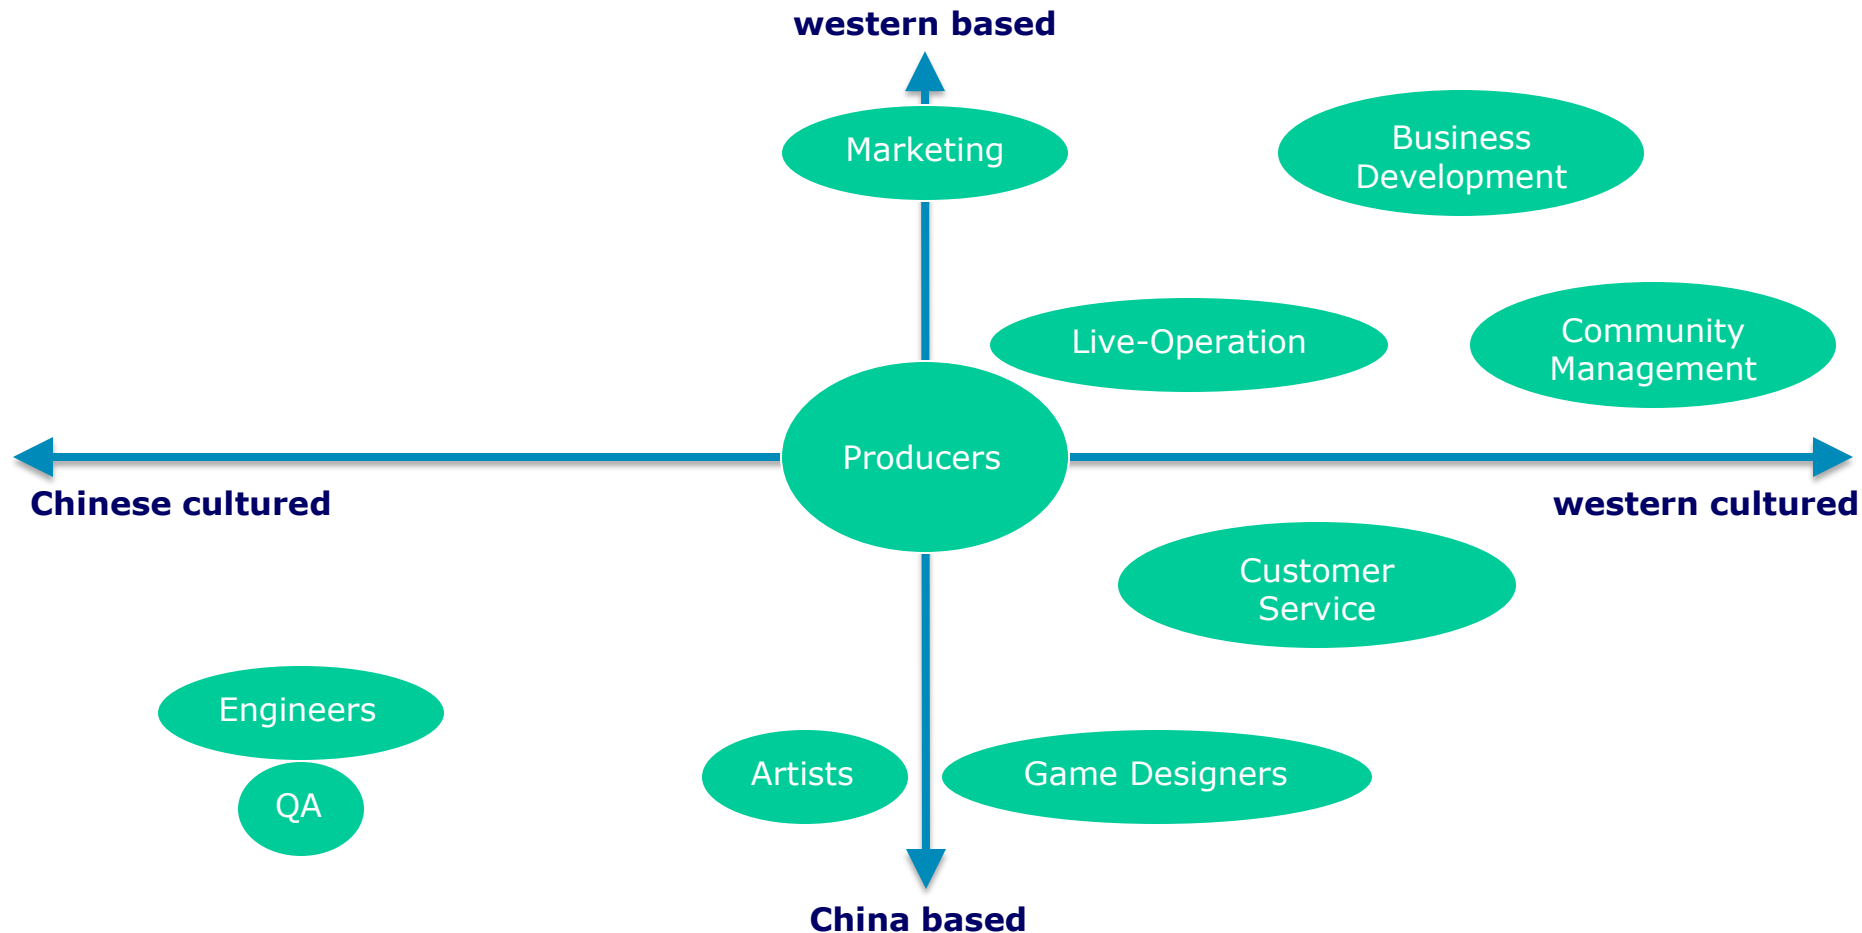 western based
Marketing
Business
Development
Live-Operation
Community
Management
Producers
Chinese cultured
western cultured
Customer
Service
Engineers
Artists
Game Designers
QA
China based